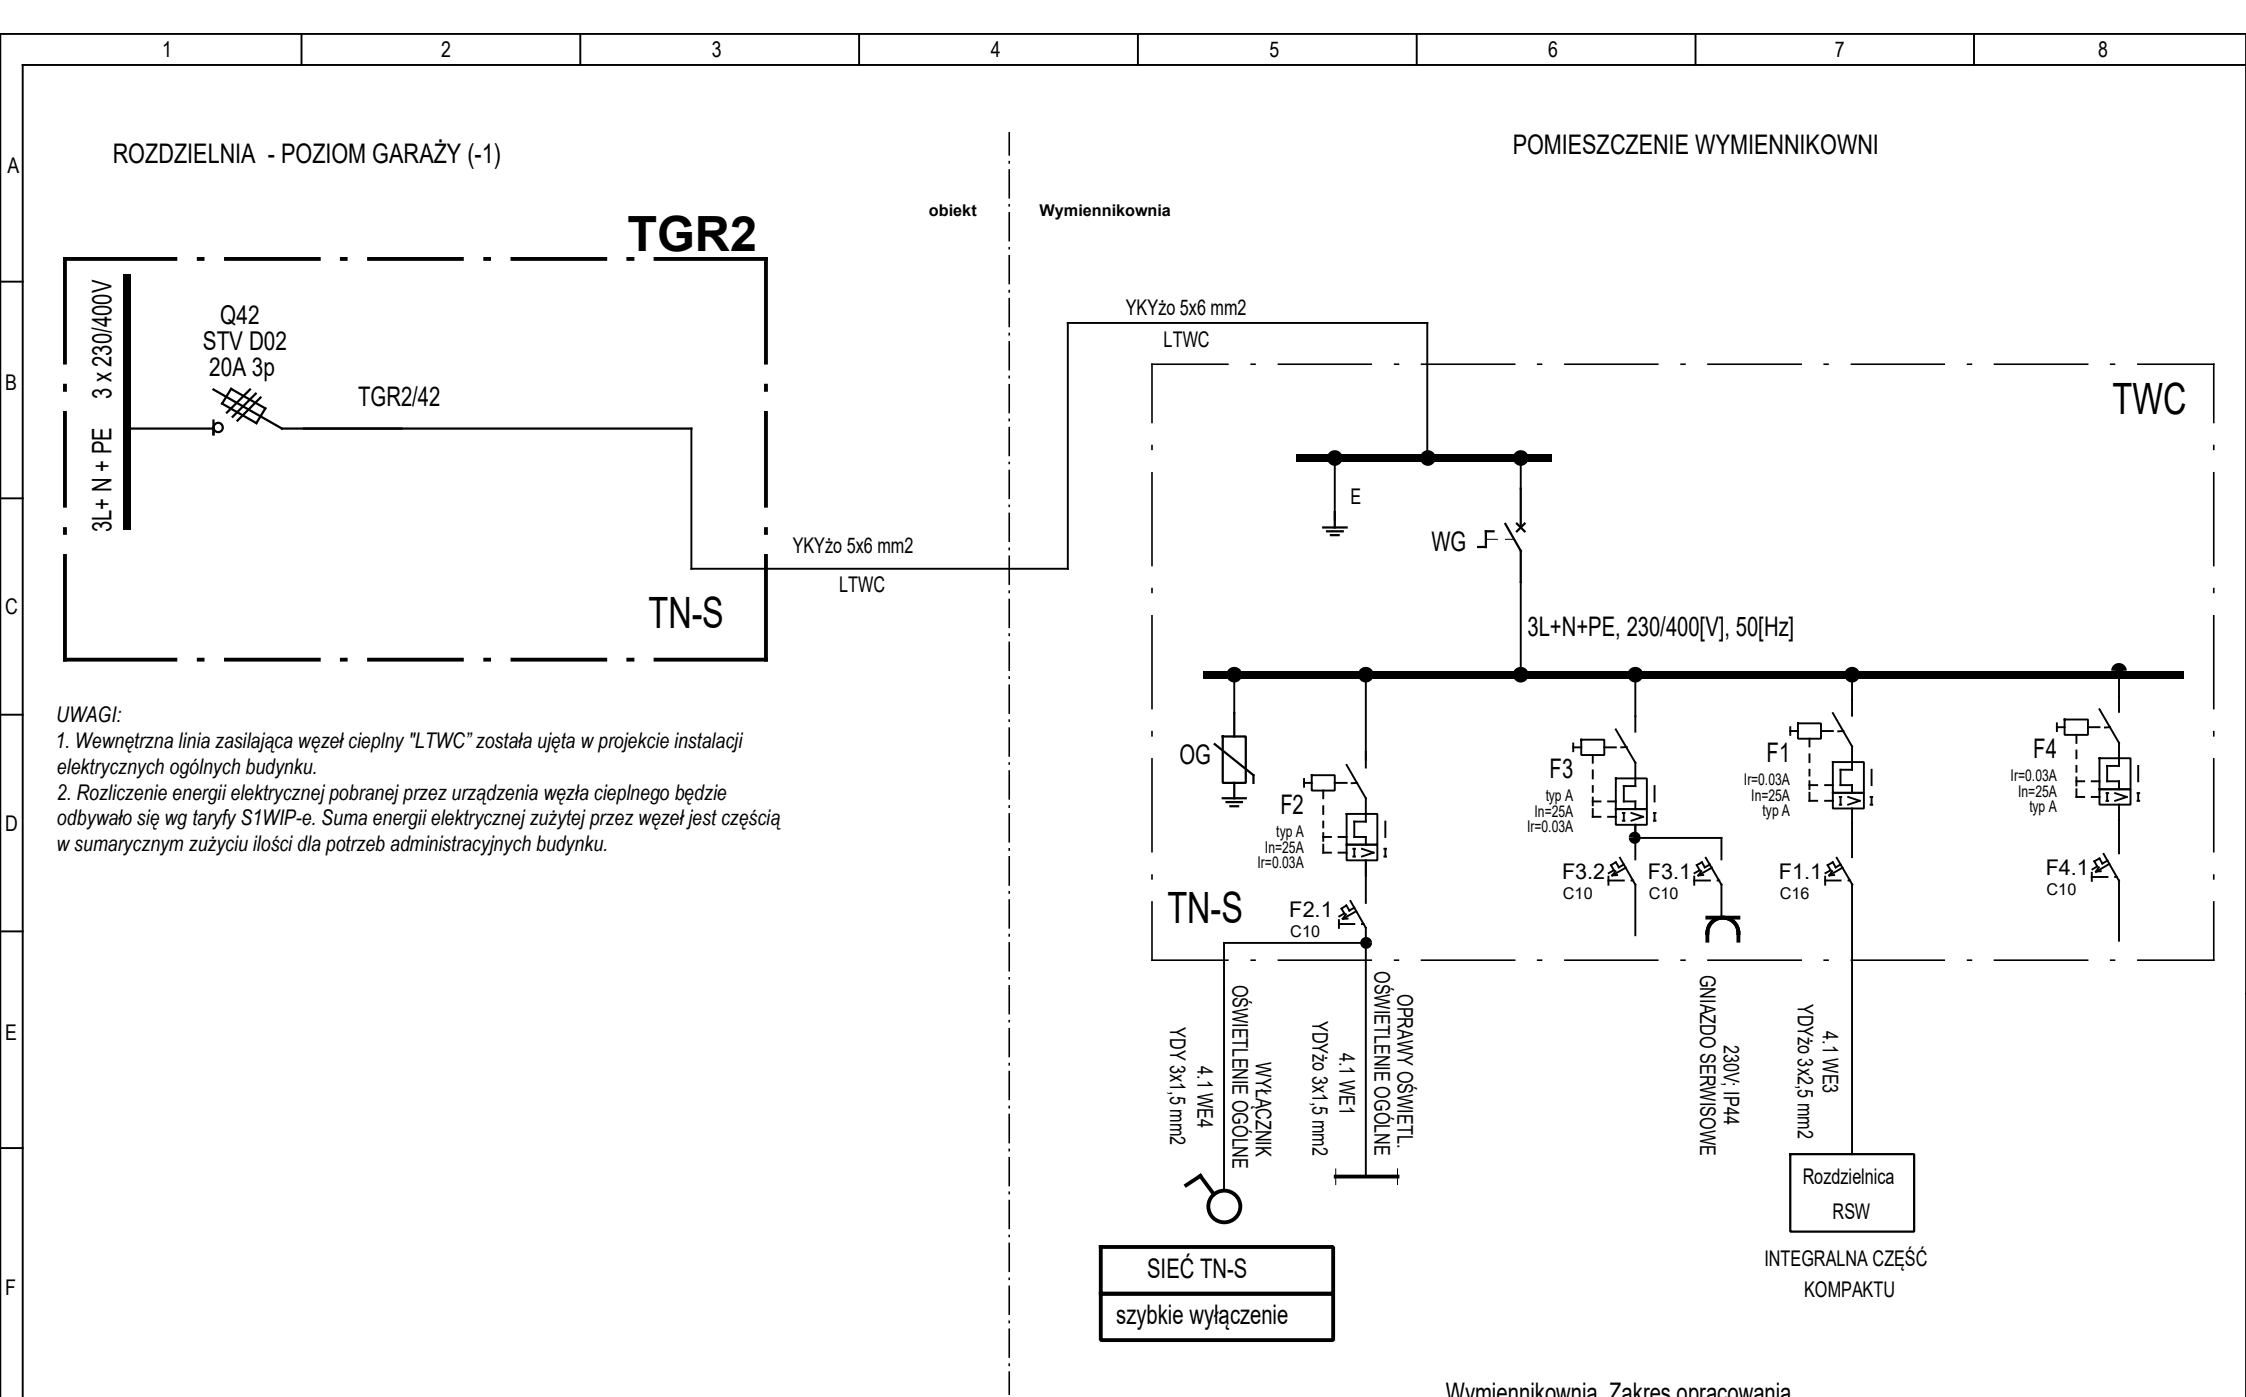 1 2 3 4 5 6 7 8
A
B
C
D
E
F
ROZDZIELNIA - POZIOM GARAŻY (-1)
POMIESZCZENIE WYMIENNIKOWNI
obiekt
Wymiennikownia
TGR2
3L+ N + PE 3 x 230/400V
Q42
STV D02
20A 3p
TGR2/42
TN-S
YKYżo 5x6 mm2
LTWC
YKYżo 5x6 mm2
LTWC
TWC
E
WG
3L+N+PE, 230/400[V], 50[Hz]
UWAGI:
1. Wewnętrzna linia zasilająca węzeł cieplny "LTWC” została ujęta w projekcie instalacji
elektrycznych ogólnych budynku.
2. Rozliczenie energii elektrycznej pobranej przez urządzenia węzła cieplnego będzie
odbywało się wg taryfy S1WIP-e. Suma energii elektrycznej zużytej przez węzeł jest częścią
w sumarycznym zużyciu ilości dla potrzeb administracyjnych budynku.
OG
F2
typ A
In=25A
Ir=0.03A
I > I
F3
typ A
In=25A
Ir=0.03A
I >  I
F1
Ir=0.03A
In=25A
typ A
I > I
F4
Ir=0.03A
In=25A
typ A
I > I
TN-S
F2.1
C10
F3.2
C10
F3.1
C10
F1.1
C16
F4.1
C10
WYŁĄCZNIK
OŚWIETLENIE OGÓLNE
4.1 WE4
YDY 3x1,5 mm2
OPRAWY OŚWIETL.
OŚWIETLENIE OGÓLNE
4.1 WE1
YDYżo 3x1,5 mm2
230V; IP44
GNIAZDO SERWISOWE
4.1 WE3
YDYżo 3x2,5 mm2
Rozdzielnica
RSW
INTEGRALNA CZĘŚĆ
KOMPAKTU
SIEĆ TN-S
szybkie wyłączenie
Wymiennikownia. Zakres opracowania